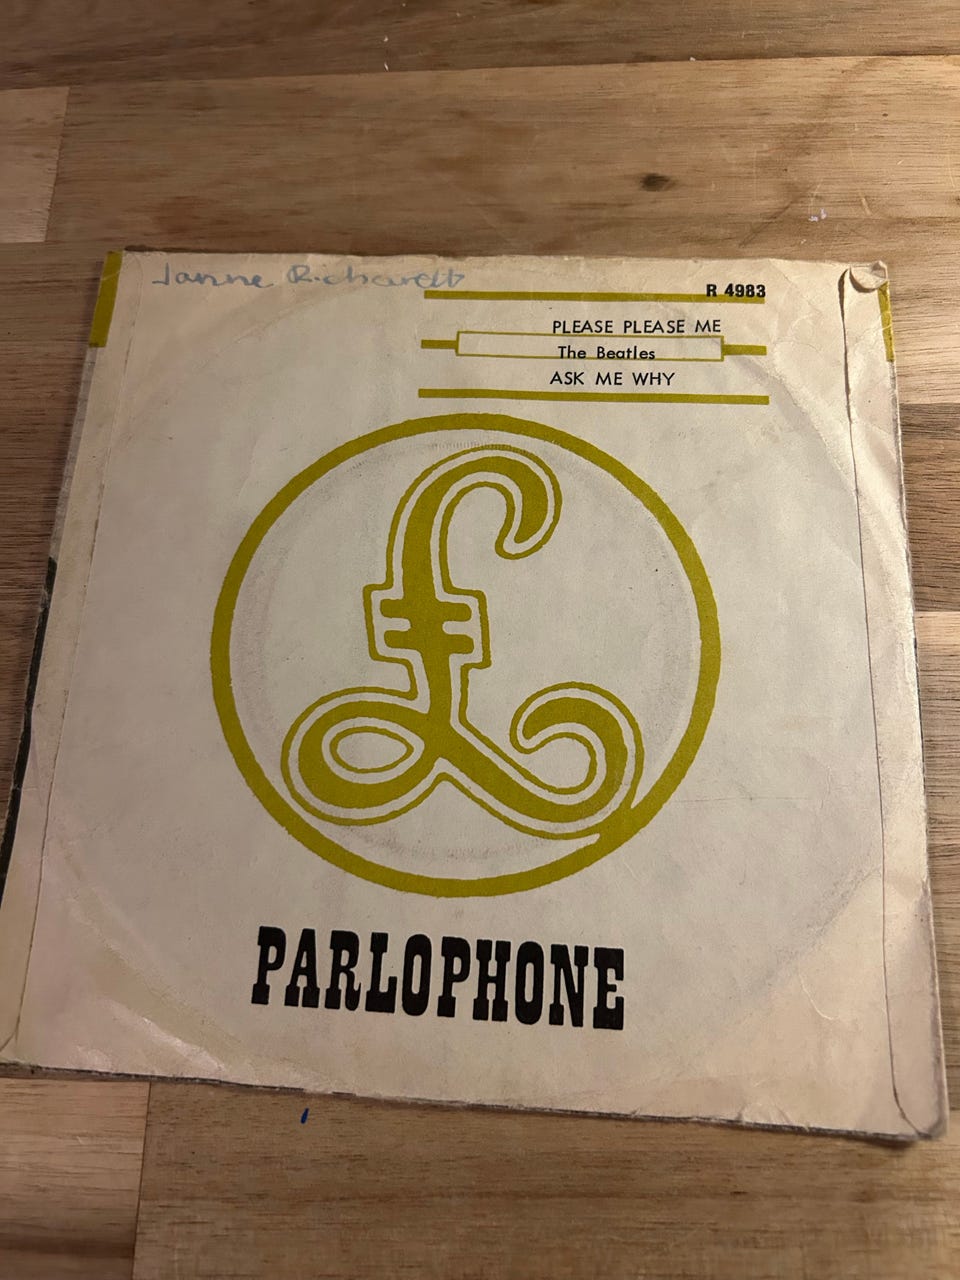 Janne Richardt
R 4983
PLEASE PLEASE ME
The Beatles
ASK ME WHY
PARLOPHONE